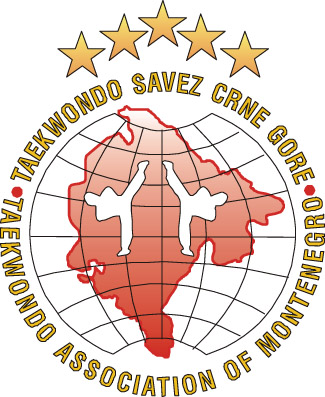 TAEKWONDO SAVEZ CRNE GORE
TAEKWONDO ASSOCIATION OF MONTENEGRO